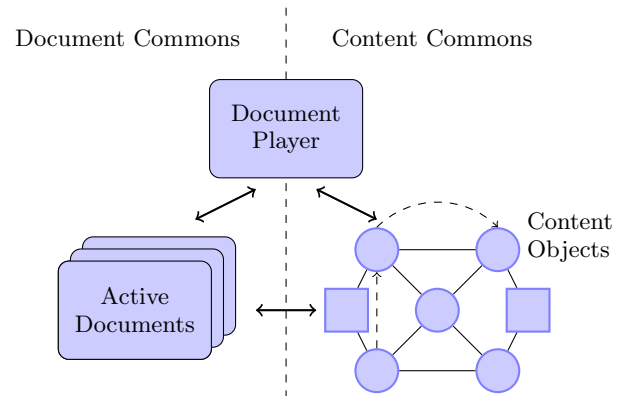 Document Commons
Content Commons
Document
Player
Content
Objects
Active
Documents